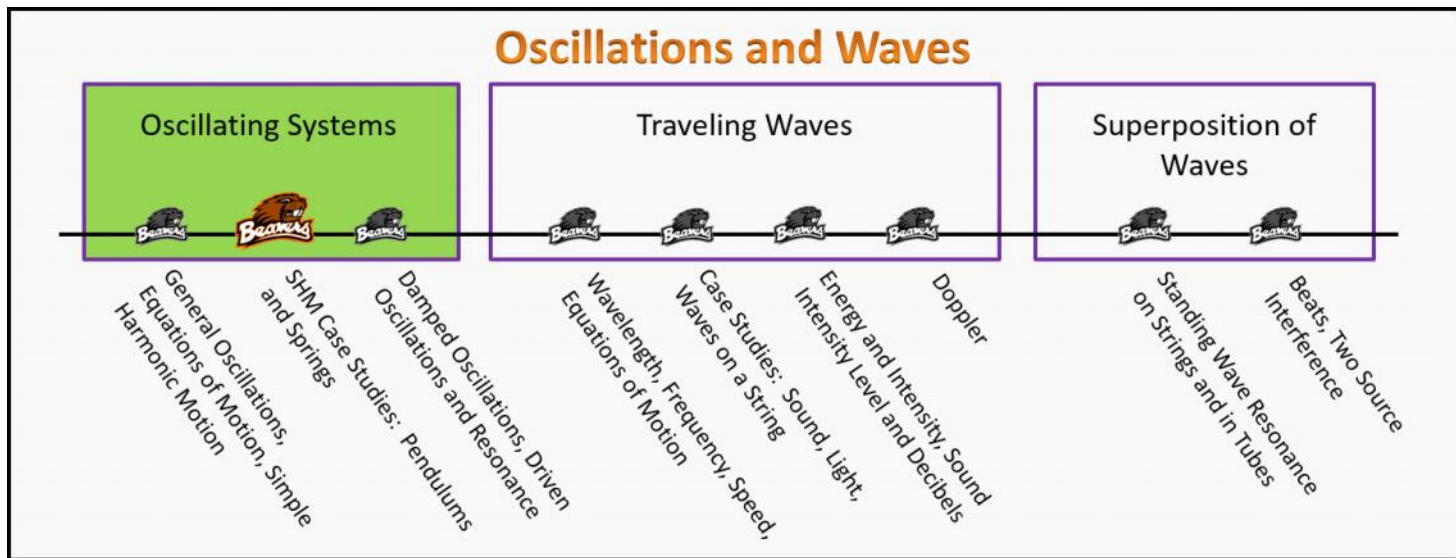 Oscillations and Waves
Oscillating Systems
Beavers
Beavers
Beavers
General Oscillations,
Equations of Motion, Simple
Harmonic Motion
SHM Case Studies:  Pendulums
and Springs
Damped Oscillations, Driven
Oscillations and Resonance
Traveling Waves
Beavers
Beavers
Beavers
Beavers
Wavelength, Frequency, Speed,
Equations of Motion
Case Studies:  Sound, Light,
Waves on a String
Energy and Intensity, Sound
Intensity Level and Decibels
Doppler
Superposition of
Waves
Beavers
Beavers
Standing Wave Resonance
on Strings and in Tubes
Beats, Two Source
Interference